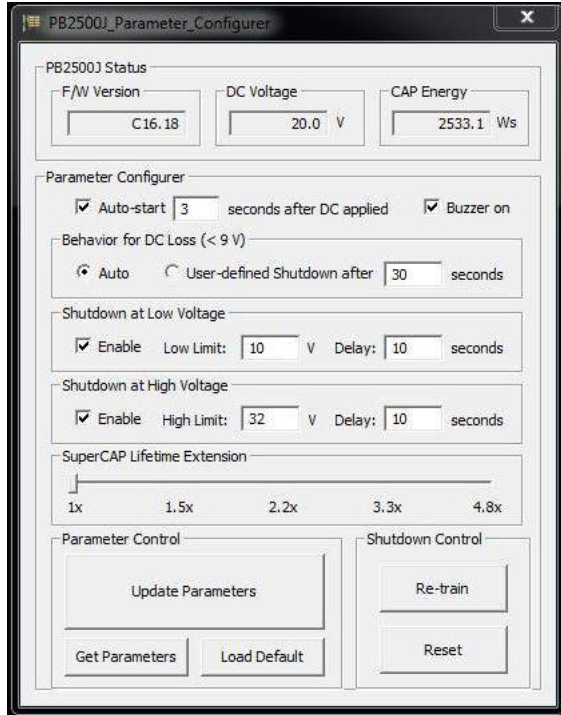 PB2500J_Parameter_Configurer
x
PB2500J Status
F/W Version
C16.18
DC Voltage
20.0 V
CAP Energy
2533.1 Ws
Parameter Configurer
Auto-start 3 seconds after DC applied
Buzzer on
Behavior for DC Loss (< 9 V)
Auto
User-defined Shutdown after 30 seconds
Shutdown at Low Voltage
Enable Low Limit: 10 V Delay: 10 seconds
Shutdown at High Voltage
Enable High Limit: 32 V Delay: 10 seconds
SuperCAP Lifetime Extension
1x 1.5x 2.2x 3.3x 4.8x
Parameter Control
Update Parameters
Get Parameters
Load Default
Shutdown Control
Re-train
Reset